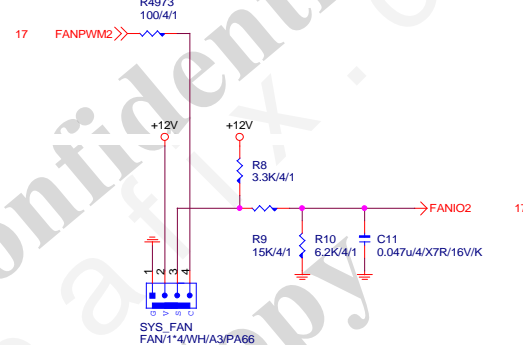 R4973
100/4/1
17 FANPWM2
+12V +12V
R8
3.3K/4/1
FANIO2 17
R9
15K/4/1
R10
6.2K/4/1
C11
0.047u/4/X7R/16V/K
1 2 3 4
G V S C
SYS_FAN
FAN/1*4/WH/A3/PA66
Confidential
Copy